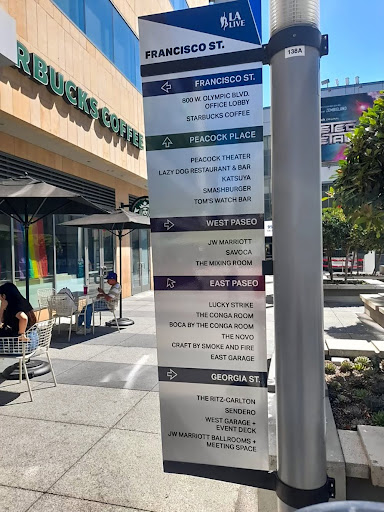 LA
LIVE
FRANCISCO ST.
138A
RBUCKS COFFEE
FRANCISCO ST.
800 W. OLYMPIC BLVD.
OFFICE LOBBY
STARBUCKS COFFEE
PEACOCK PLACE
PEACOCK THEATER
LAZY DOG RESTAURANT & BAR
KATSUYA
SMASHBURGER
TOM'S WATCH BAR
WEST PASEO
JW MARRIOTT
SAVOCA
THE MIXING ROOM
EAST PASEO
LUCKY STRIKE
THE CONGA ROOM
BOCA BY THE CONGA ROOM
THE NOVO
CRAFT BY SMOKE AND FIRE
EAST GARAGE
GEORGIA ST.
THE RITZ-CARLTON
SENDERO
WEST GARAGE +
EVENT DECK
JW MARRIOTT BALLROOMS +
MEETING SPACE